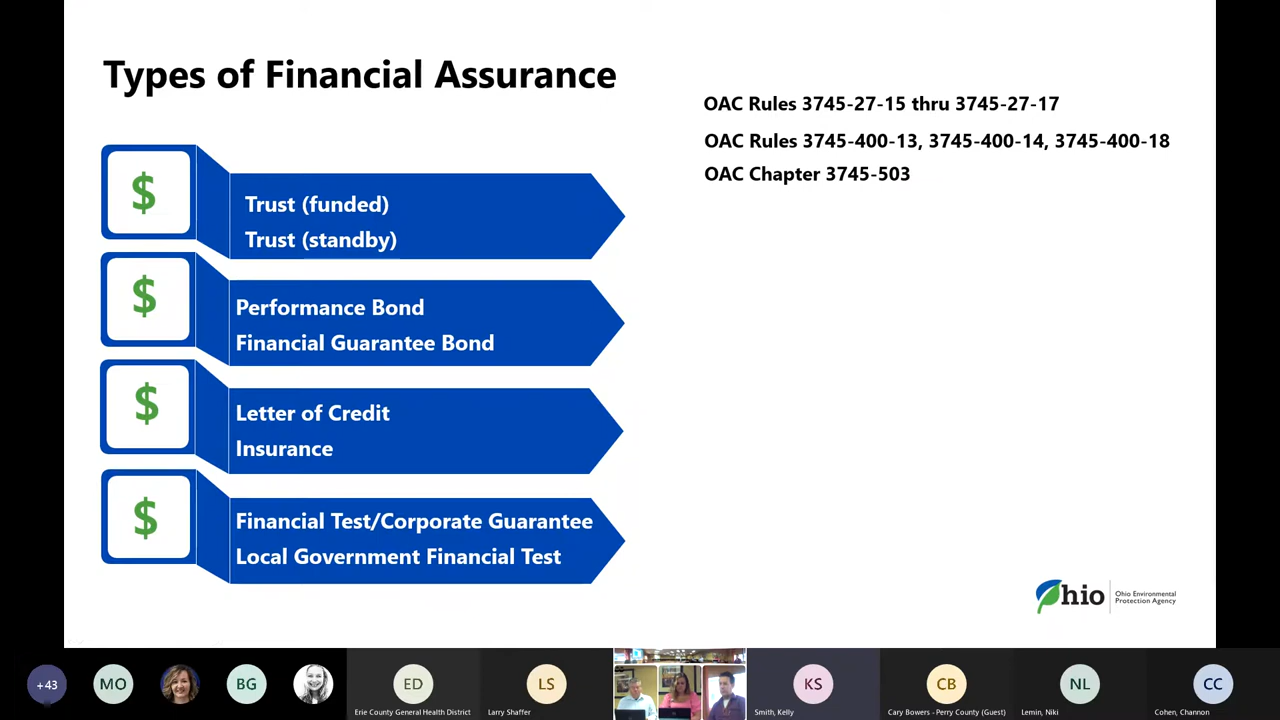 Types of Financial Assurance
OAC Rules 3745-27-15 thru 3745-27-17
OAC Rules 3745-400-13, 3745-400-14, 3745-400-18
OAC Chapter 3745-503
$
Trust (funded)
Trust (standby)
$
Performance Bond
Financial Guarantee Bond
$
Letter of Credit
Insurance
$
Financial Test/Corporate Guarantee
Local Government Financial Test
Ohio
Ohio Environmental
Protection Agency
+43
MO
BG
ED
Erie County General Health District
LS
Larry Shaffer
KS
Smith, Kelly
CB
Cary Bowers - Perry County (Guest)
NL
Lemin, Niki
CC
Cohen, Channon